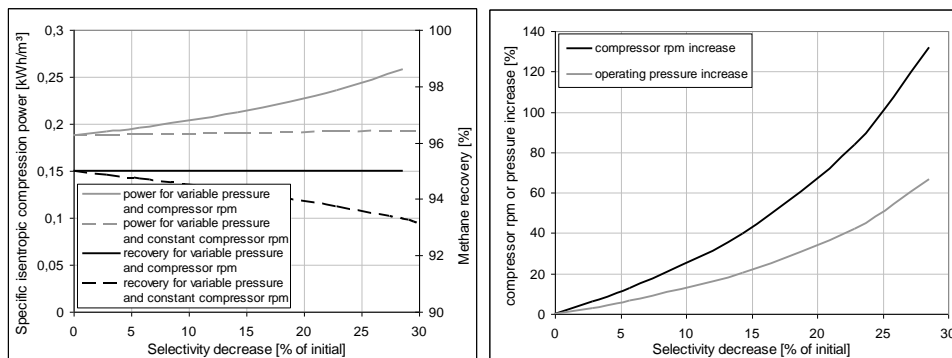 0,3
0,25
0,2
0,15
0,1
0,05
0
Specific isentropic compression power [kWh/m³]
100
98
96
94
92
90
Methane recovery [%]
power for variable pressure
and compressor rpm
power for variable pressure
and constant compressor rpm
recovery for variable pressure
and compressor rpm
recovery for variable pressure
and constant compressor rpm
0 5 10 15 20 25 30
Selectivity decrease [% of initial]
140
120
100
80
60
40
20
0
compressor rpm or pressure increase [%]
compressor rpm increase
operating pressure increase
0 5 10 15 20 25 30
Selectivity decrease [% of initial]